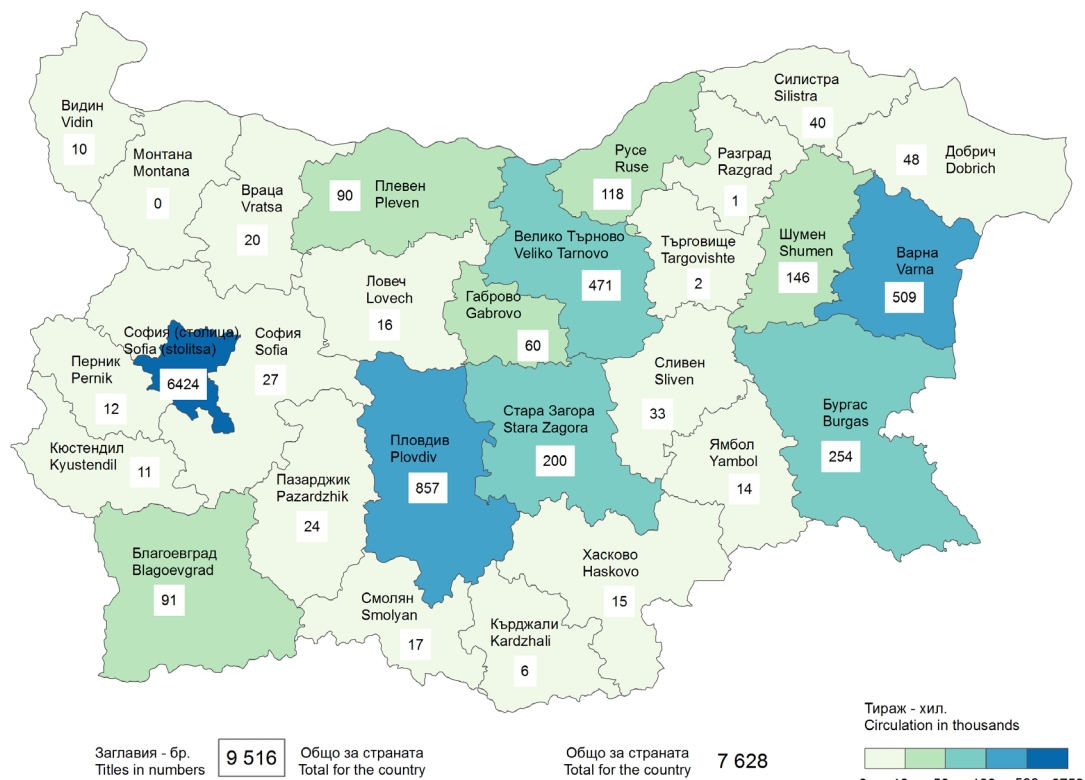 Силистра
Silistra
40
Видин
Vidin
10
Добрич
Dobrich
48
Монтана
Montana
0
Русе
Ruse
118
Разград
Razgrad
1
Враца
Vratsa
20
Плевен
Pleven
90
Велико Търново
Veliko Tarnovo
471
Търговище
Targovishte
2
Шумен
Shumen
146
Варна
Varna
509
Ловеч
Lovech
16
Габрово
Gabrovo
60
София (столица)
Sofia (stolitsa)
6424
София
Sofia
27
Перник
Pernik
12
Сливен
Sliven
33
Стара Загора
Stara Zagora
200
Бургас
Burgas
254
Кюстендил
Kyustendil
11
Пловдив
Plovdiv
857
Ямбол
Yambol
14
Пазарджик
Pazardzhik
24
Благоевград
Blagoevgrad
91
Хасково
Haskovo
15
Смолян
Smolyan
17
Кърджали
Kardzhali
6
Заглавия - бр.
Titles in numbers
9 516
Общо за страната
Total for the country
Общо за страната
Total for the country
7 628
Тираж - хил.
Circulation in thousands